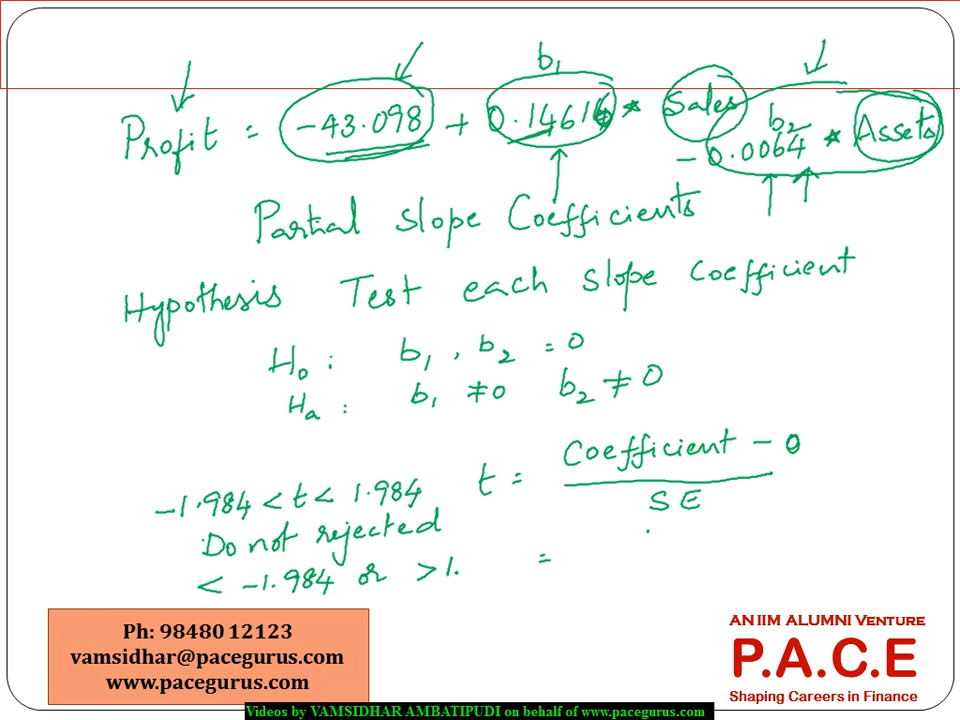 b1
Profit = -43.098 + 0.14616 * Sales
b2
- 0.0064 * Assets
Partial slope Coefficients
Hypothesis Test each slope coefficient
H0 : b1, b2 = 0
Ha : b1 ≠0 b2 ≠ 0
t = Coefficient - 0
SE
-1.984 < t < 1.984
Do not rejected
< -1.984 or > 1.
=
Ph: 98480 12123
vamsidhar@pacegurus.com
www.pacegurus.com
AN IIM ALUMNI VENTURE
P.A.C.E
Shaping Careers in Finance
Videos by VAMSIDHAR AMBATIPUDI on behalf of www.pacegurus.com